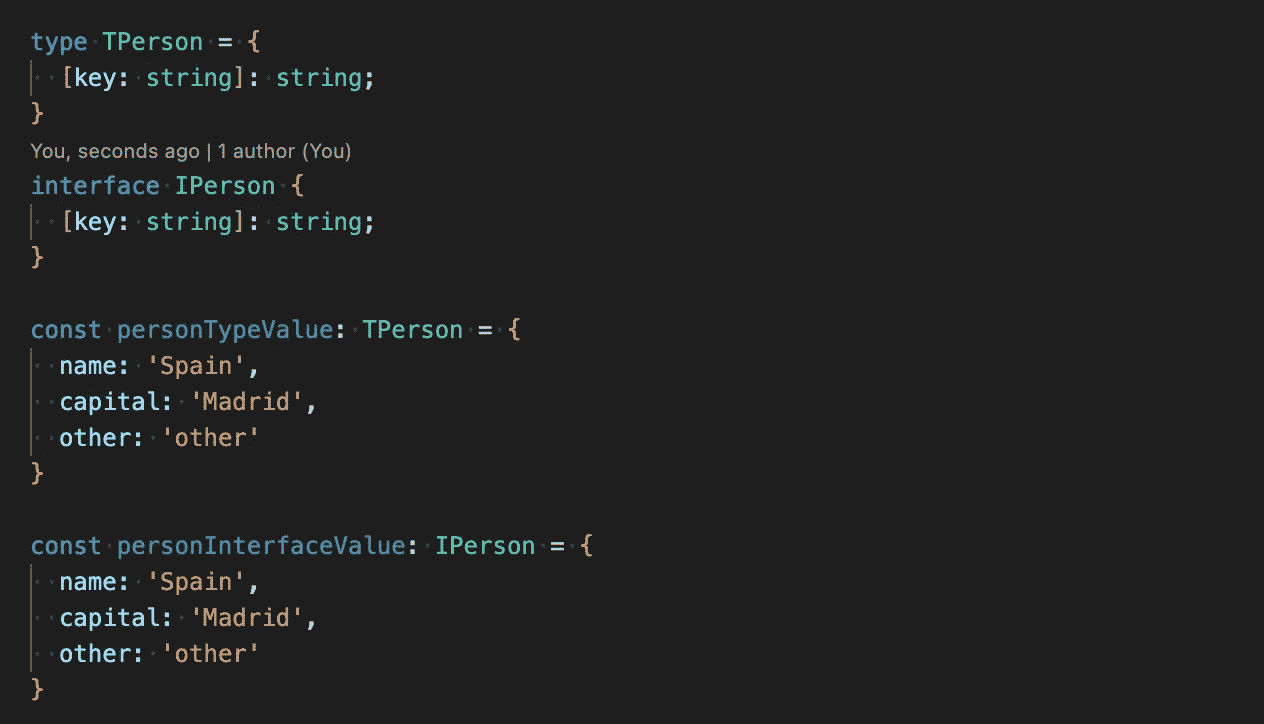 type TPerson = {
  [key: string]: string;
}
You, seconds ago | 1 author (You)
interface IPerson {
  [key: string]: string;
}
const personTypeValue: TPerson = {
  name: 'Spain',
  capital: 'Madrid',
  other: 'other'
}
const personInterfaceValue: IPerson = {
  name: 'Spain',
  capital: 'Madrid',
  other: 'other'
}